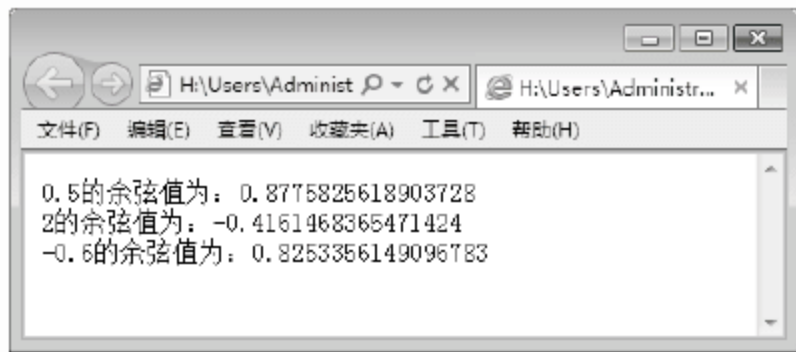 H:\Users\Administ
H:\Users\Administr...
文件(F) 编辑(E) 查看(V) 收藏夹(A) 工具(T) 帮助(H)
0.5的余弦值为：0.8775825618903728
2的余弦值为：-0.4161468365471424
-0.6的余弦值为：0.8253356149096783